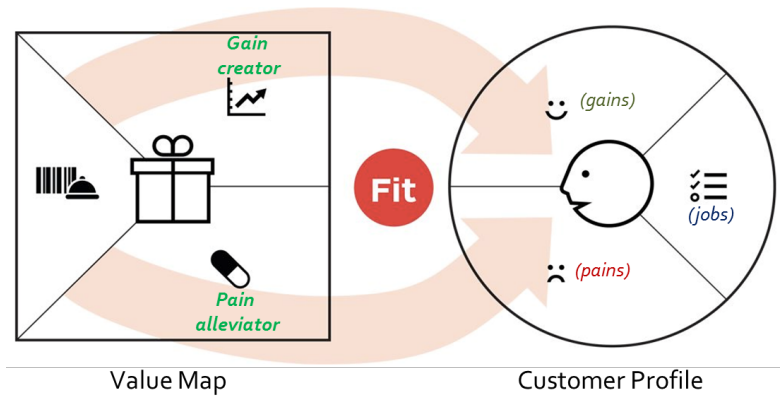 Gain
creator
(gains)
Fit
(jobs)
(pains)
Pain
alleviator
Value Map
Customer Profile